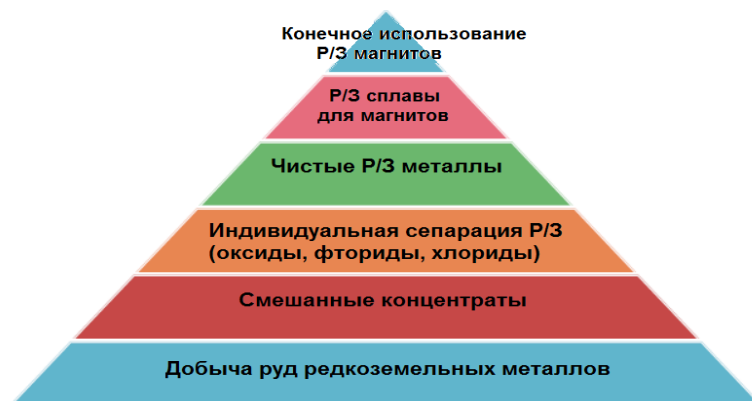 Конечное использование
Р/З магнитов
Р/З сплавы
для магнитов
Чистые Р/З металлы
Индивидуальная сепарация Р/З
(оксиды, фториды, хлориды)
Смешанные концентраты
Добыча руд редкоземельных металлов